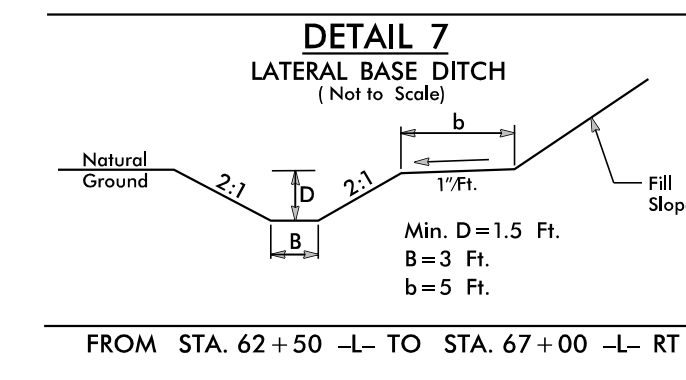 DETAIL 7
LATERAL BASE DITCH
( Not to Scale)
b
Natural
Ground
2:1
D
2:1
1"/Ft.
Fill
Slop
B
Min. D=1.5 Ft.
B=3 Ft.
b=5 Ft.
FROM STA. 62+50 -L- TO STA. 67+00 -L- RT